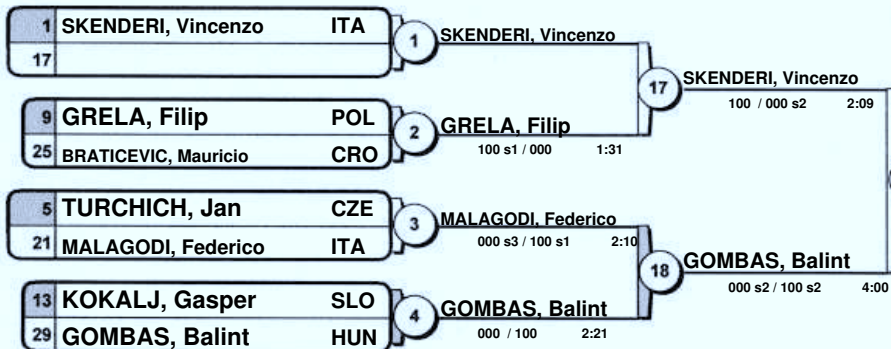 1 SKENDERI, Vincenzo ITA
17
1
SKENDERI, Vincenzo
9 GRELA, Filip POL
25 BRATICEVIC, Mauricio CRO
2
GRELA, Filip
100 s1 / 000 1:31
17
SKENDERI, Vincenzo
100 / 000 s2 2:09
5 TURCHICH, Jan CZE
21 MALAGODI, Federico ITA
3
MALAGODI, Federico
000 s3 / 100 s1 2:10
13 KOKALJ, Gasper SLO
29 GOMBAS, Balint HUN
4
GOMBAS, Balint
000 / 100 2:21
18
GOMBAS, Balint
000 s2 / 100 s2 4:00